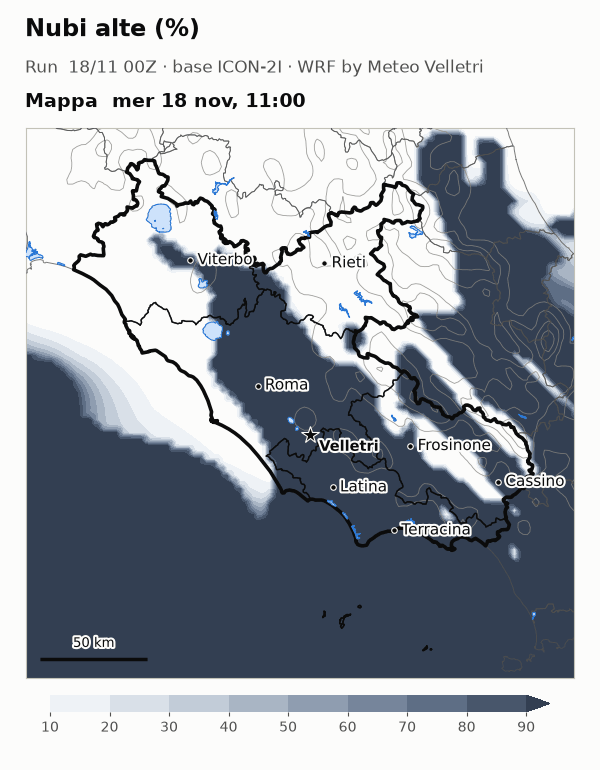 Nubi alte (%)
Run  18/11 00Z · base ICON-2I · WRF by Meteo Velletri
Mappa  mer 18 nov, 11:00
Viterbo
Rieti
Roma
Velletri
Frosinone
Cassino
Latina
Terracina
50 km
10 20 30 40 50 60 70 80 90